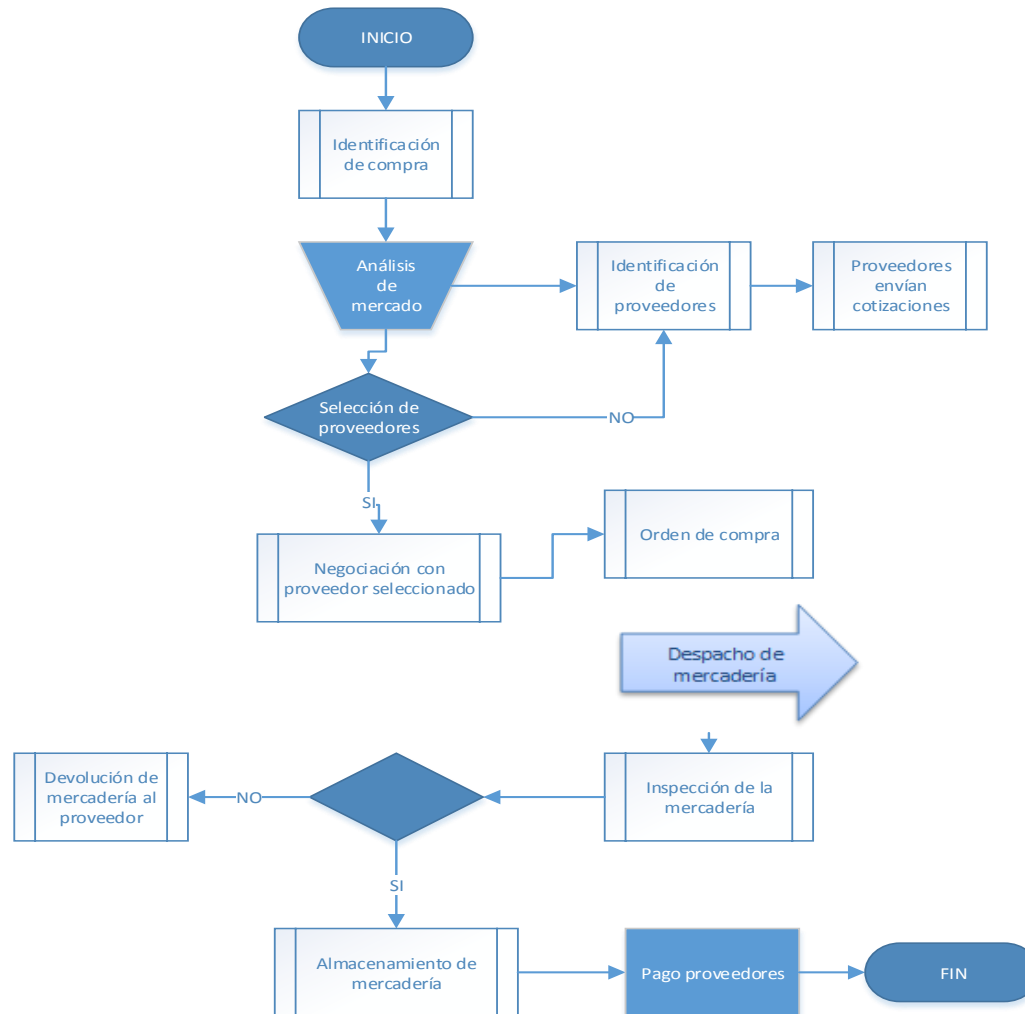 INICIO
Identificación
de compra
Análisis
de
mercado
Identificación
de
proveedores
Proveedores
envían
cotizaciones
Selección de
proveedores
NO
SI
Negociación con
proveedor seleccionado
Orden de compra
Despacho de
mercadería
Inspección de la
mercadería
NO
Devolución de
mercadería al
proveedor
SI
Almacenamiento de
mercadería
Pago proveedores
FIN